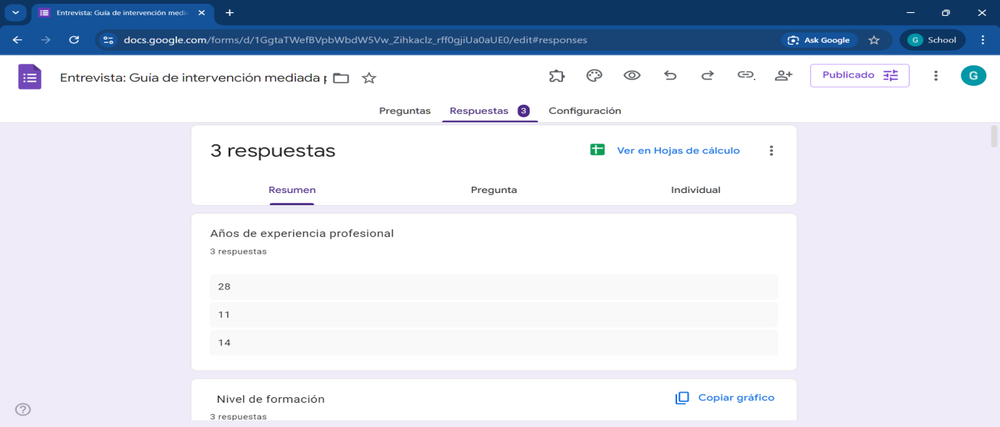 Entrevista: Guía de intervención media
docs.google.com/forms/d/1GgtaTWefBVpbWbdW5Vw_Zihkaclz_rff0gjiUa0aUE0/edit#responses
Ask Google
G School
Entrevista: Guía de intervención mediada p
Publicado
G
Preguntas Respuestas 3 Configuración
3 respuestas
Ver en Hojas de cálculo
Resumen Pregunta Individual
Años de experiencia profesional
3 respuestas
28
11
14
Nivel de formación
Copiar gráfico
3 respuestas